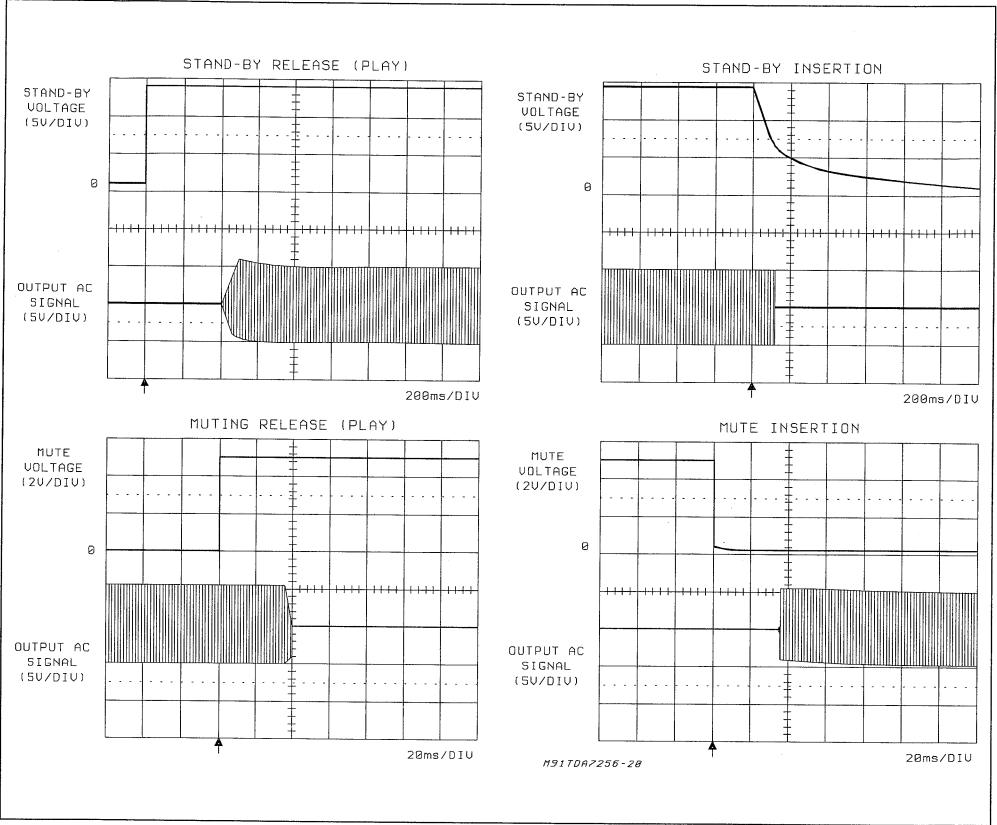 STAND-BY RELEASE (PLAY)
STAND-BY
VOLTAGE
(5V/DIV)
0
OUTPUT AC
SIGNAL
(5V/DIV)
200ms/DIV
STAND-BY INSERTION
STAND-BY
VOLTAGE
(5V/DIV)
0
OUTPUT AC
SIGNAL
(5V/DIV)
200ms/DIV
MUTING RELEASE (PLAY)
MUTE
VOLTAGE
(2V/DIV)
0
OUTPUT AC
SIGNAL
(5V/DIV)
20ms/DIV
MUTE INSERTION
MUTE
VOLTAGE
(2V/DIV)
0
OUTPUT AC
SIGNAL
(5V/DIV)
20ms/DIV
M91TDA7256-28